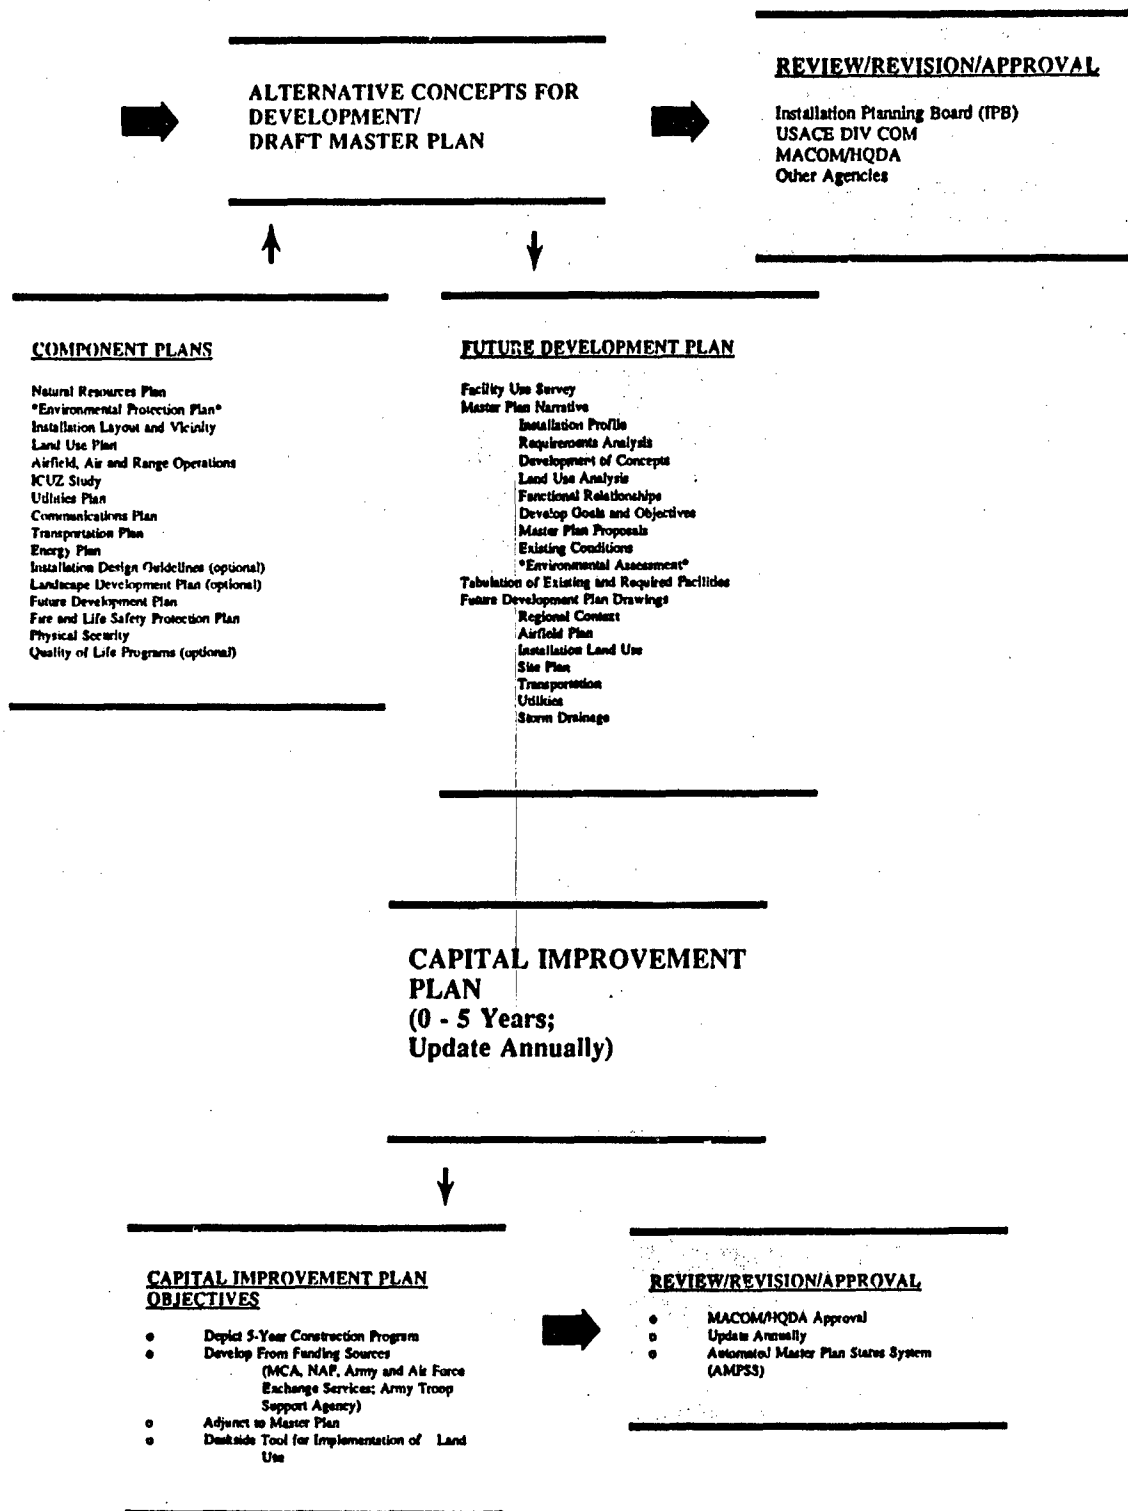 ALTERNATIVE CONCEPTS FOR
DEVELOPMENT/
DRAFT MASTER PLAN
REVIEW/REVISION/APPROVAL
Installation Planning Board (IPB)
USACE DIV COM
MACOM/HQDA
Other Agencies
COMPONENT PLANS
Natural Resources Plan
*Environmental Protection Plan*
Installation Layout and Vicinity
Land Use Plan
Airfield, Air and Range Operations
ICUZ Study
Utilities Plan
Communications Plan
Transportation Plan
Energy Plan
Installation Design Guidelines (optional)
Landscape Development Plan (optional)
Future Development Plan
Fire and Life Safety Protection Plan
Physical Security
Quality of Life Programs (optional)
FUTURE DEVELOPMENT PLAN
Facility Use Survey
Master Plan Narrative
Installation Profile
Requirements Analysis
Development of Concepts
Land Use Analysis
Functional Relationships
Develop Goals and Objectives
Master Plan Proposals
Existing Conditions
*Environmental Assessment*
Tabulation of Existing and Required Facilities
Future Development Plan Drawings
Regional Context
Airfield Plan
Installation Land Use
Site Plan
Transportation
Utilities
Storm Drainage
CAPITAL IMPROVEMENT
PLAN
(0 - 5 Years;
Update Annually)
CAPITAL IMPROVEMENT PLAN
OBJECTIVES
Depict 5-Year Construction Program
Develop From Funding Sources
(MCA, NAF, Army and Air Force
Exchange Services; Army Troop
Support Agency)
Adjunct to Master Plan
Deskside Tool for Implementation of Land
Use
REVIEW/REVISION/APPROVAL
MACOM/HQDA Approval
Update Annually
Automated Master Plan Status System
(AMPSS)